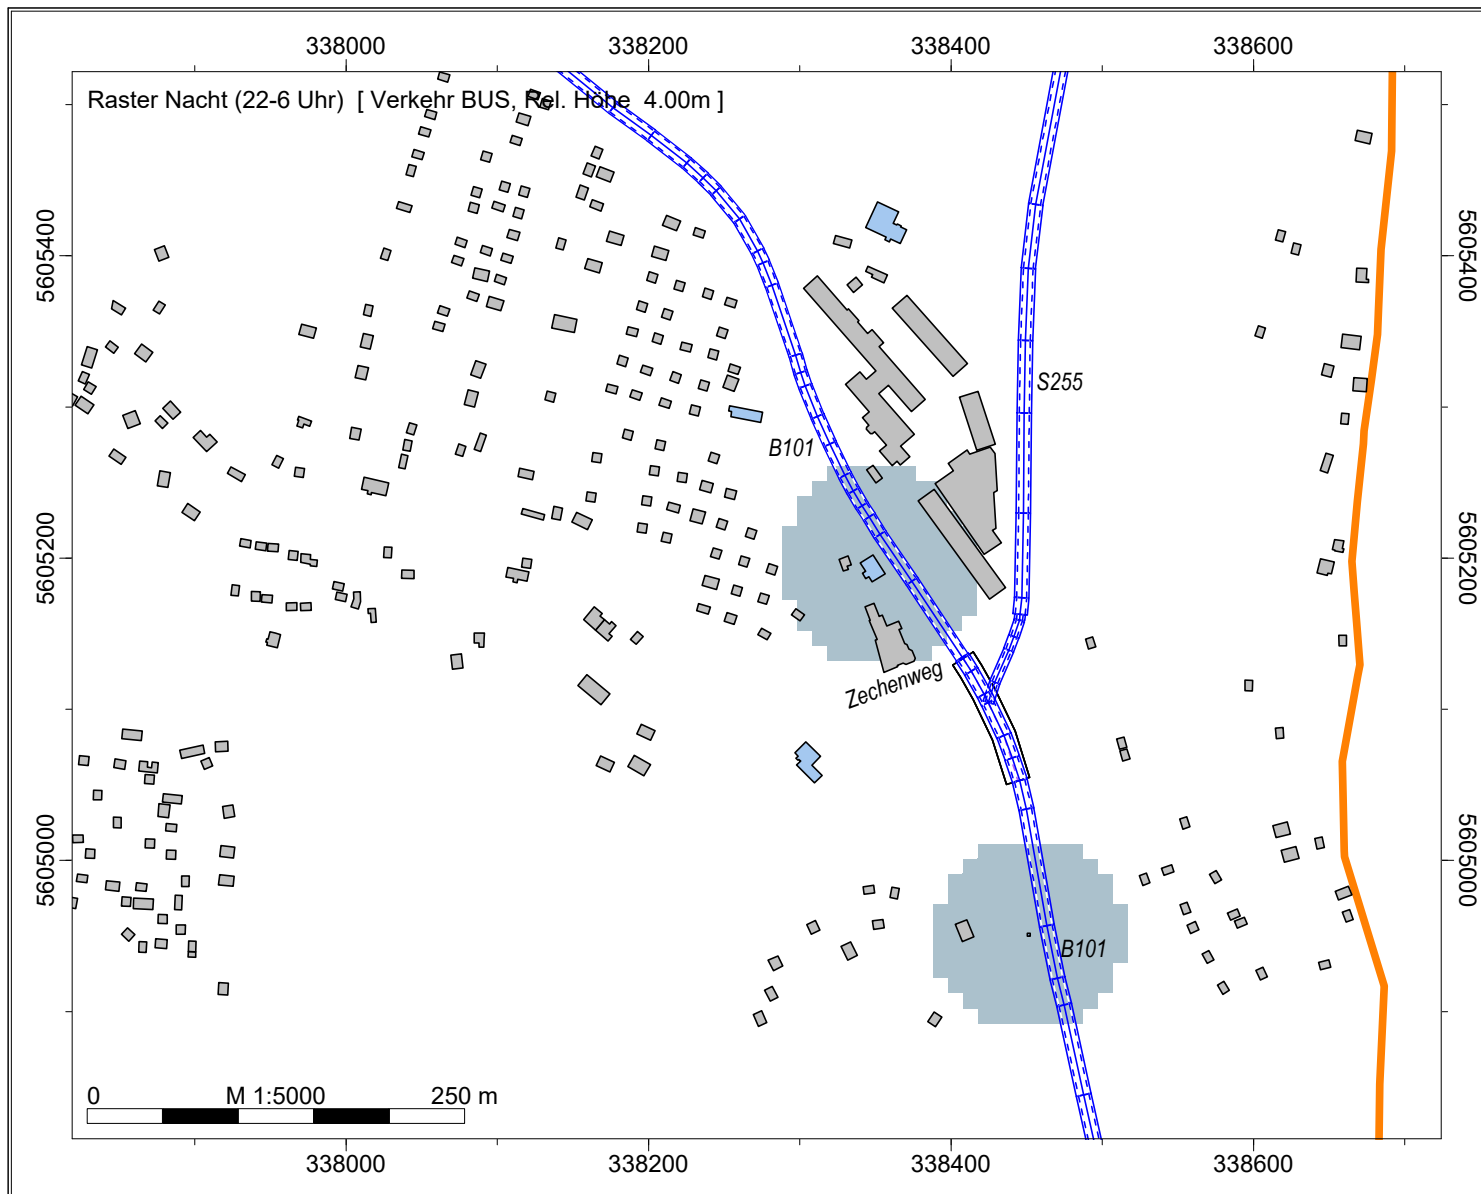 338000 338200 338400 338600
Raster Nacht (22-6 Uhr) [ Verkehr BUS, Rel. Höhe 4.00m ]
5605400 5605400
S255
B101
5605200 5605200
Zechenweg
5605000 5605000
B101
0 M 1:5000 250 m
338000 338200 338400 338600